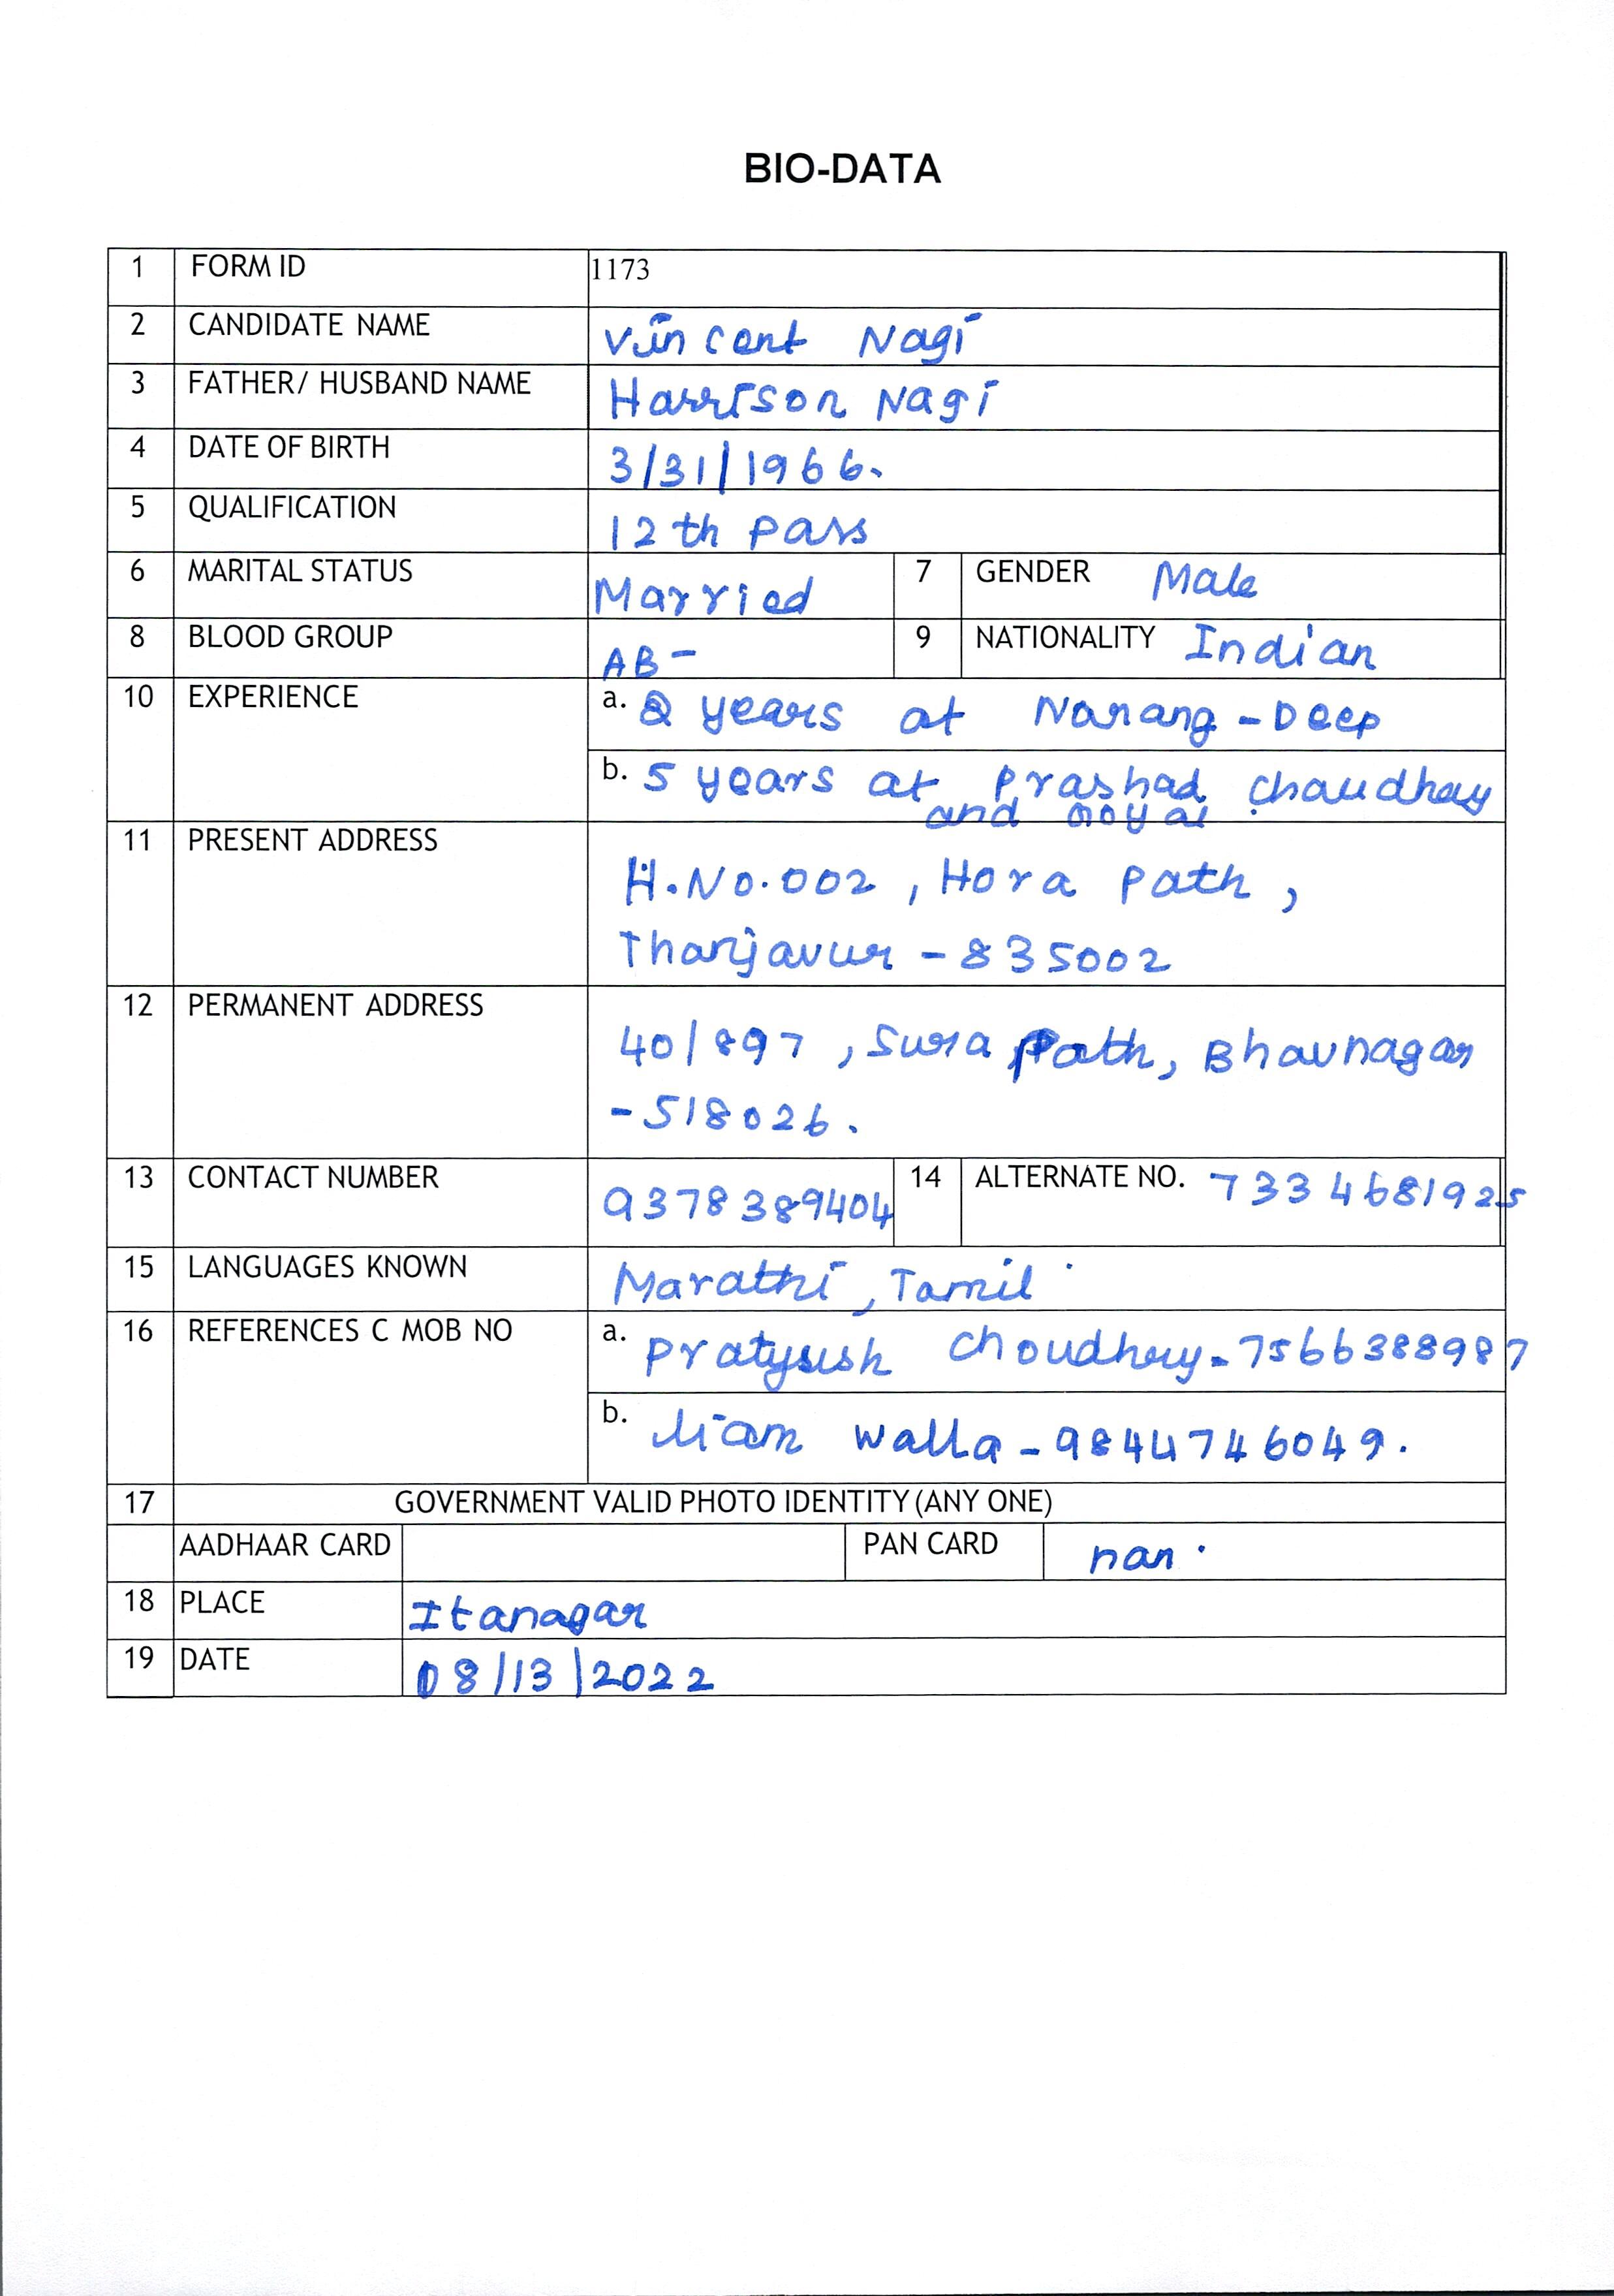 BIO-DATA
1 FORM ID 1173
2 CANDIDATE NAME Vincent Nagi
3 FATHER/ HUSBAND NAME Harrison Nagi
4 DATE OF BIRTH 3/31/1966.
5 QUALIFICATION 12th pass
6 MARITAL STATUS Married 7 GENDER Male
8 BLOOD GROUP AB- 9 NATIONALITY Indian
10 EXPERIENCE a. 2 years at Narang-Deep
b. 5 years at Prashad Chaudhary
and
11 PRESENT ADDRESS
H.No.002, Hora Path,
Thanjavur-835002
12 PERMANENT ADDRESS
40/897, Sura Path, Bhavnagar
-518026.
13 CONTACT NUMBER 9378389404 14 ALTERNATE NO. 7334681925
15 LANGUAGES KNOWN Marathi, Tamil
16 REFERENCES C MOB NO a. Pratyush Choudhury-7566388987
b. Liam Walla-9844746049.
17 GOVERNMENT VALID PHOTO IDENTITY (ANY ONE)
AADHAAR CARD PAN CARD nan.
18 PLACE Itanagar
19 DATE 08/13/2022